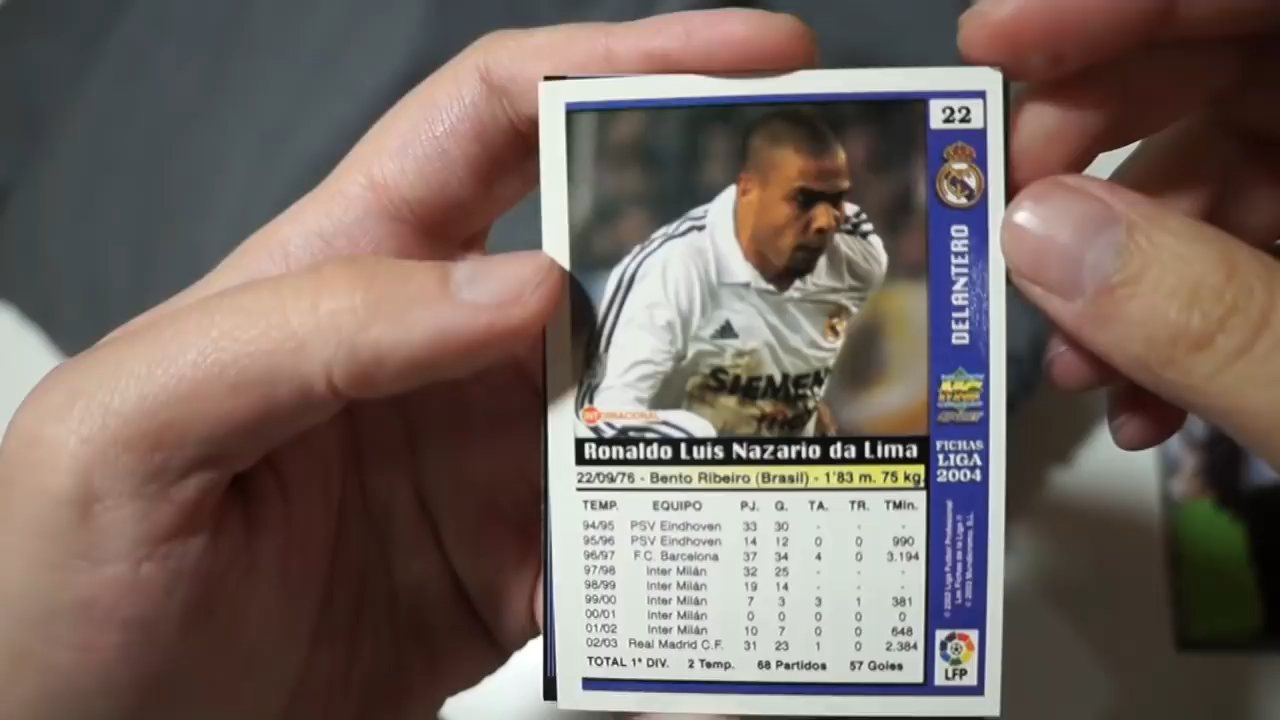 22
DELANTERO
SIEMEN
INTERNACIONAL
Ronaldo Luis Nazario da Lima
22/09/76 - Bento Ribeiro (Brasil) - 1'83 m. 75 kg.
FICHAS
LIGA
2004
TEMP. EQUIPO PJ. G. TA. TR. TMin.
94/95 PSV Eindhoven 33 30 - - -
95/96 PSV Eindhoven 14 12 0 0 990
96/97 F.C. Barcelona 37 34 4 0 3.194
97/98 Inter Milán 32 25 - - -
98/99 Inter Milán 19 14 - - -
99/00 Inter Milán 7 3 3 1 381
00/01 Inter Milán 0 0 0 0 0
01/02 Inter Milán 10 7 0 0 648
02/03 Real Madrid C.F. 31 23 1 0 2.384
TOTAL 1ª DIV. 2 Temp. 68 Partidos 57 Goles
LFP